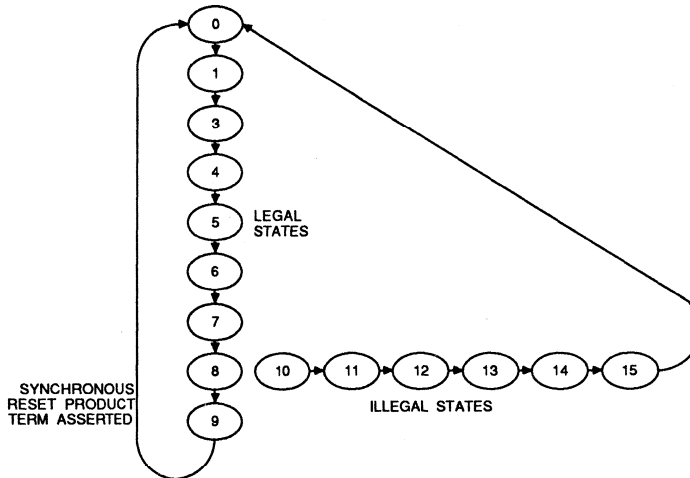 0
1
3
4
5
LEGAL
STATES
6
7
8
9
SYNCHRONOUS
RESET PRODUCT
TERM ASSERTED
10
11
12
13
14
15
ILLEGAL STATES